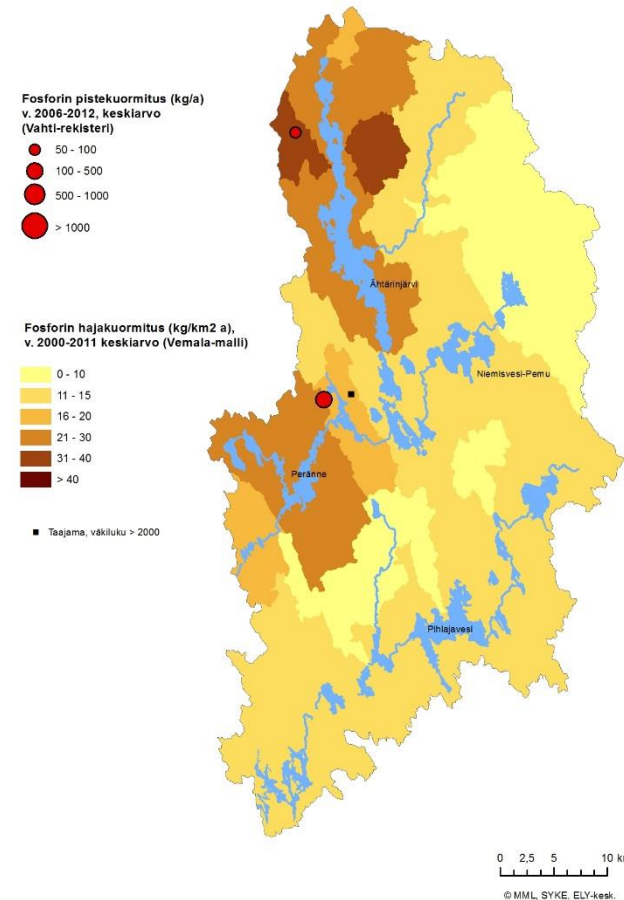 Fosforin pistekuormitus (kg/a)
v. 2006-2012, keskiarvo
(Vahti-rekisteri)
50 - 100
100 - 500
500 - 1000
> 1000
Ähtärinjärvi
Fosforin hajakuormitus (kg/km2 a),
v. 2000-2011 keskiarvo (Vemala-malli)
0 - 10
11 - 15
16 - 20
21 - 30
31 - 40
> 40
Niemisvesi-Pemu
Peränne
Taajama, väkiluku > 2000
Pihlajavesi
0 2,5 5 10 km
© MML, SYKE, ELY-kesk.